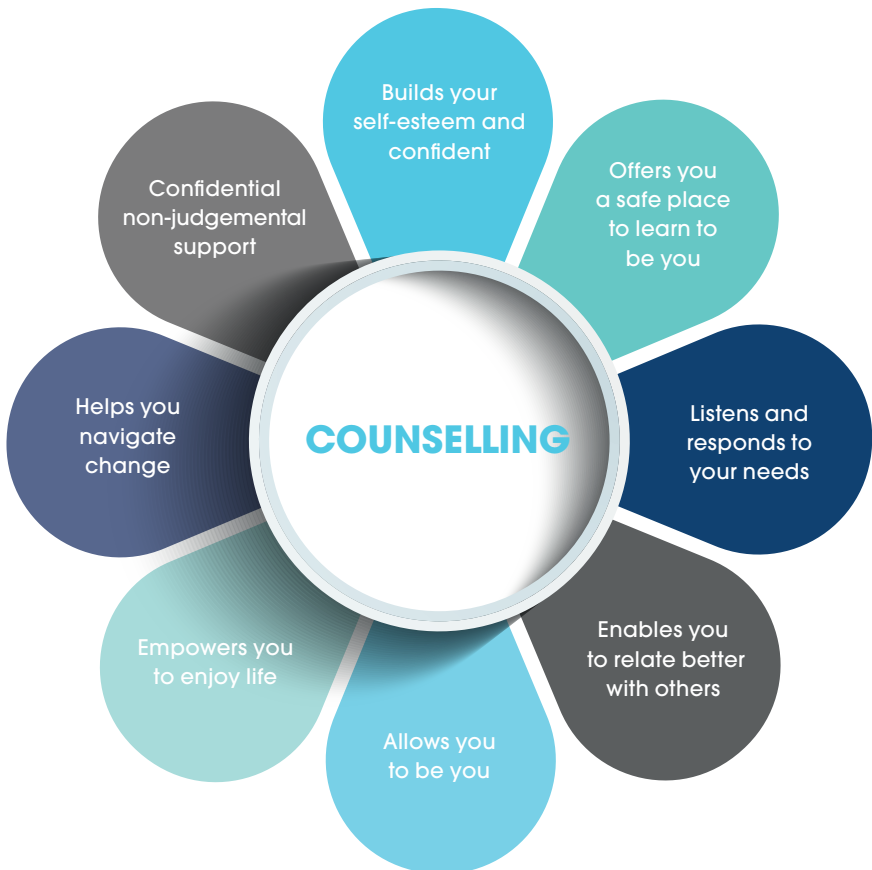 Builds your
self-esteem and
confident
Offers you
a safe place
to learn to
be you
Listens and
responds to
your needs
Enables you
to relate better
with others
Allows you
to be you
Empowers you
to enjoy life
Helps you
navigate
change
Confidential
non-judgemental
support
COUNSELLING